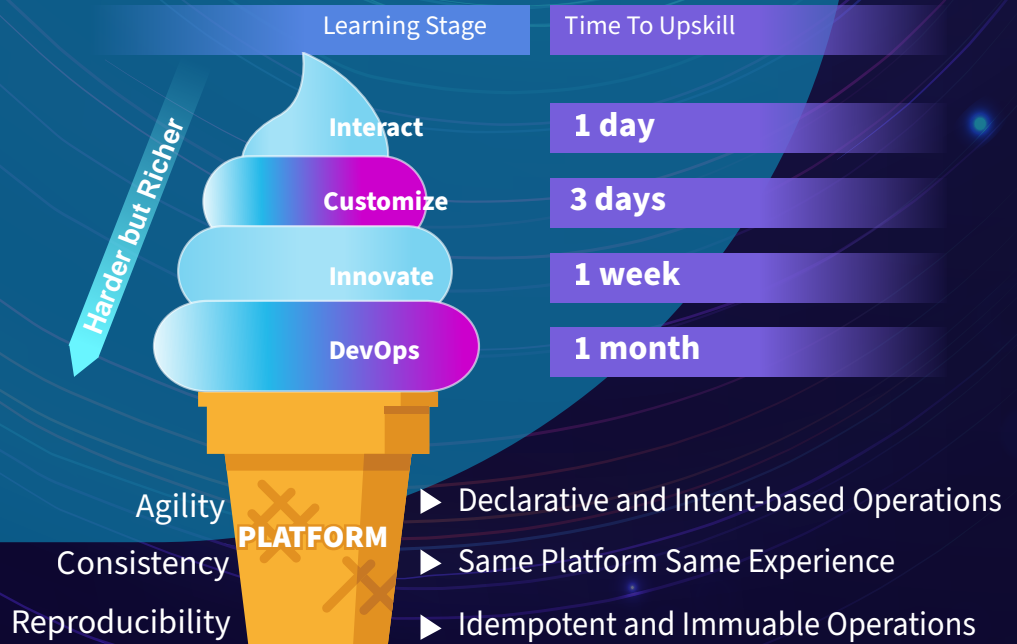 Learning Stage
Time To Upskill
Harder but Richer
Interact
1 day
Customize
3 days
Innovate
1 week
DevOps
1 month
PLATFORM
Agility
Declarative and Intent-based Operations
Consistency
Same Platform Same Experience
Reproducibility
Idempotent and Immuable Operations